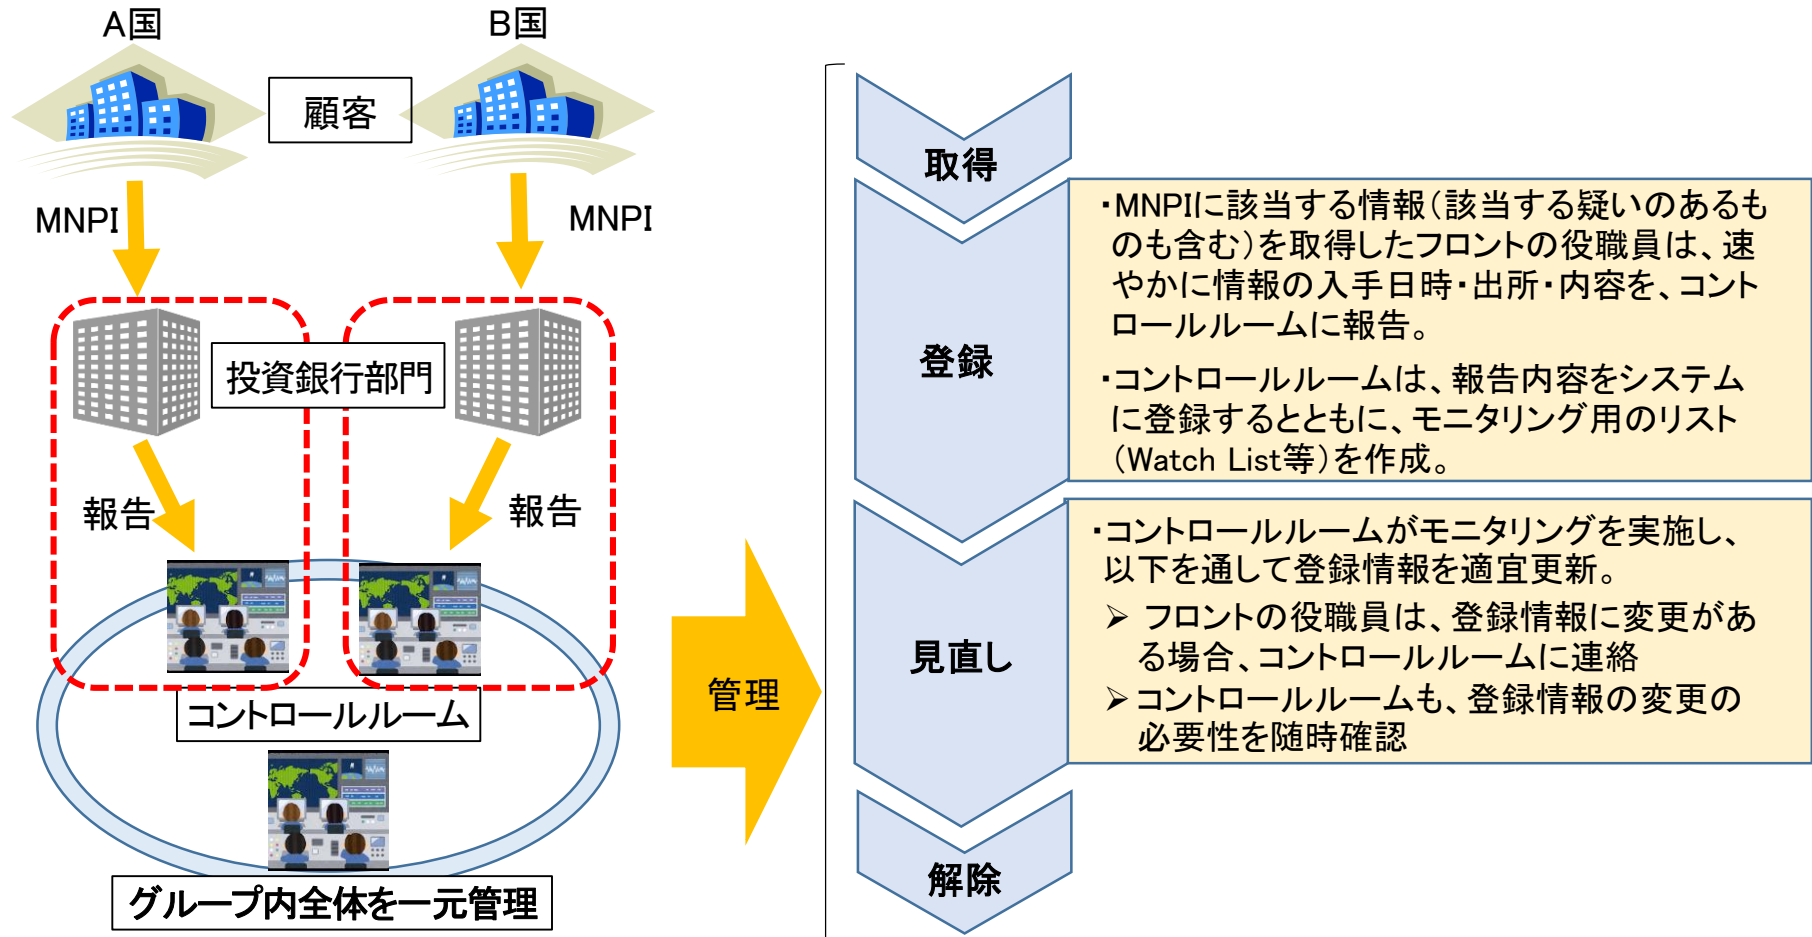 A国
B国
顧客
MNPI
MNPI
投資銀行部門
報告
報告
コントロールルーム
グループ内全体を一元管理
管理
取得
登録
・MNPIに該当する情報（該当する疑いのあるも
のも含む）を取得したフロントの役職員は、速
やかに情報の入手日時・出所・内容を、コント
ロールルームに報告。
・コントロールルームは、報告内容をシステム
に登録するとともに、モニタリング用のリスト
（Watch List等）を作成。
見直し
・コントロールルームがモニタリングを実施し、
以下を通して登録情報を適宜更新。
➢ フロントの役職員は、登録情報に変更があ
る場合、コントロールルームに連絡
➢ コントロールルームも、登録情報の変更の
必要性を随時確認
解除